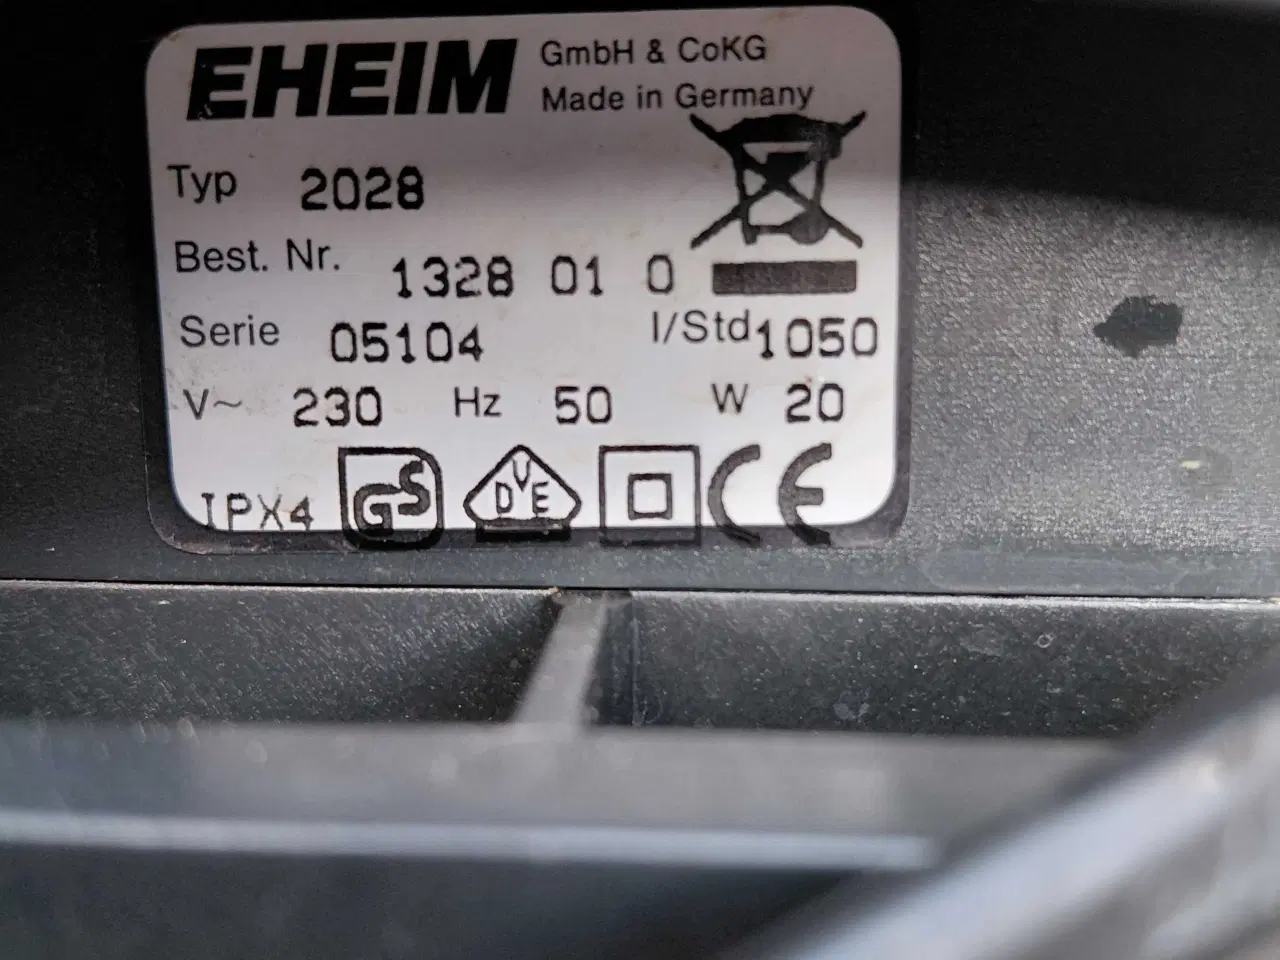 EHEIM GmbH & CoKG
Made in Germany
Typ 2028
Best. Nr. 1328 01 0
Serie 05104 l/Std 1050
V~ 230 Hz 50 W 20
IPX4 GS DVE CE